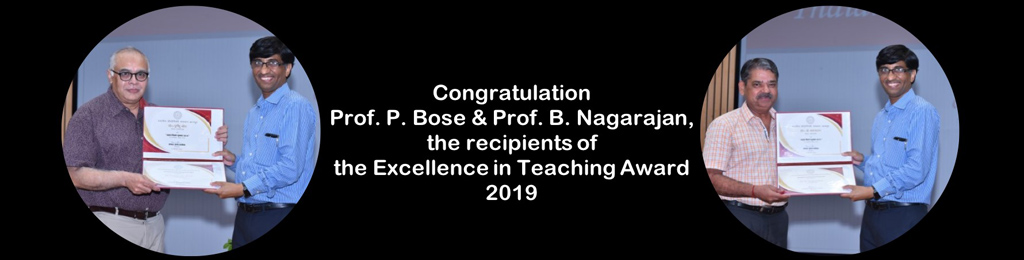 Congratulation
Prof. P. Bose & Prof. B. Nagarajan,
the recipients of
the Excellence in Teaching Award
2019